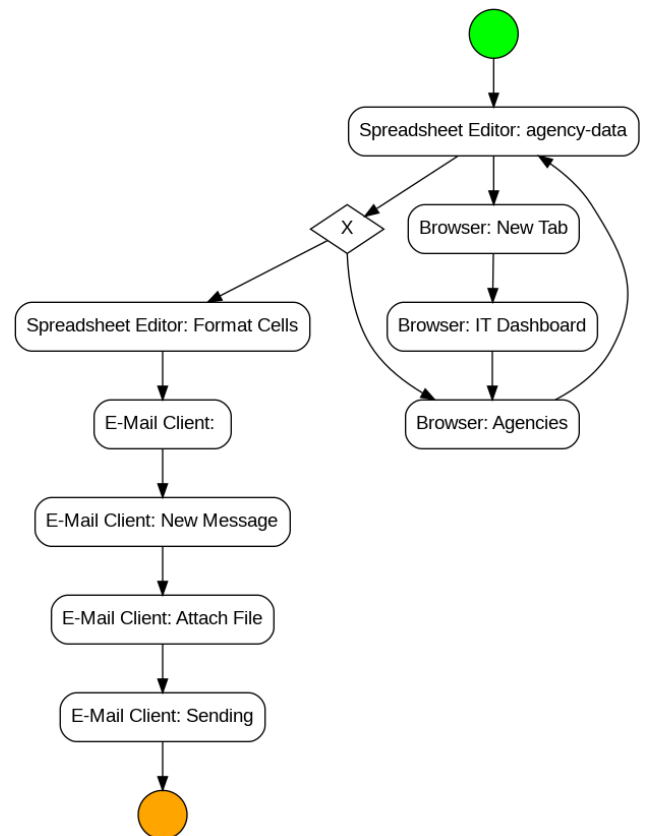 Spreadsheet Editor: agency-data
X
Browser: New Tab
Spreadsheet Editor: Format Cells
Browser: IT Dashboard
E-Mail Client:
Browser: Agencies
E-Mail Client: New Message
E-Mail Client: Attach File
E-Mail Client: Sending